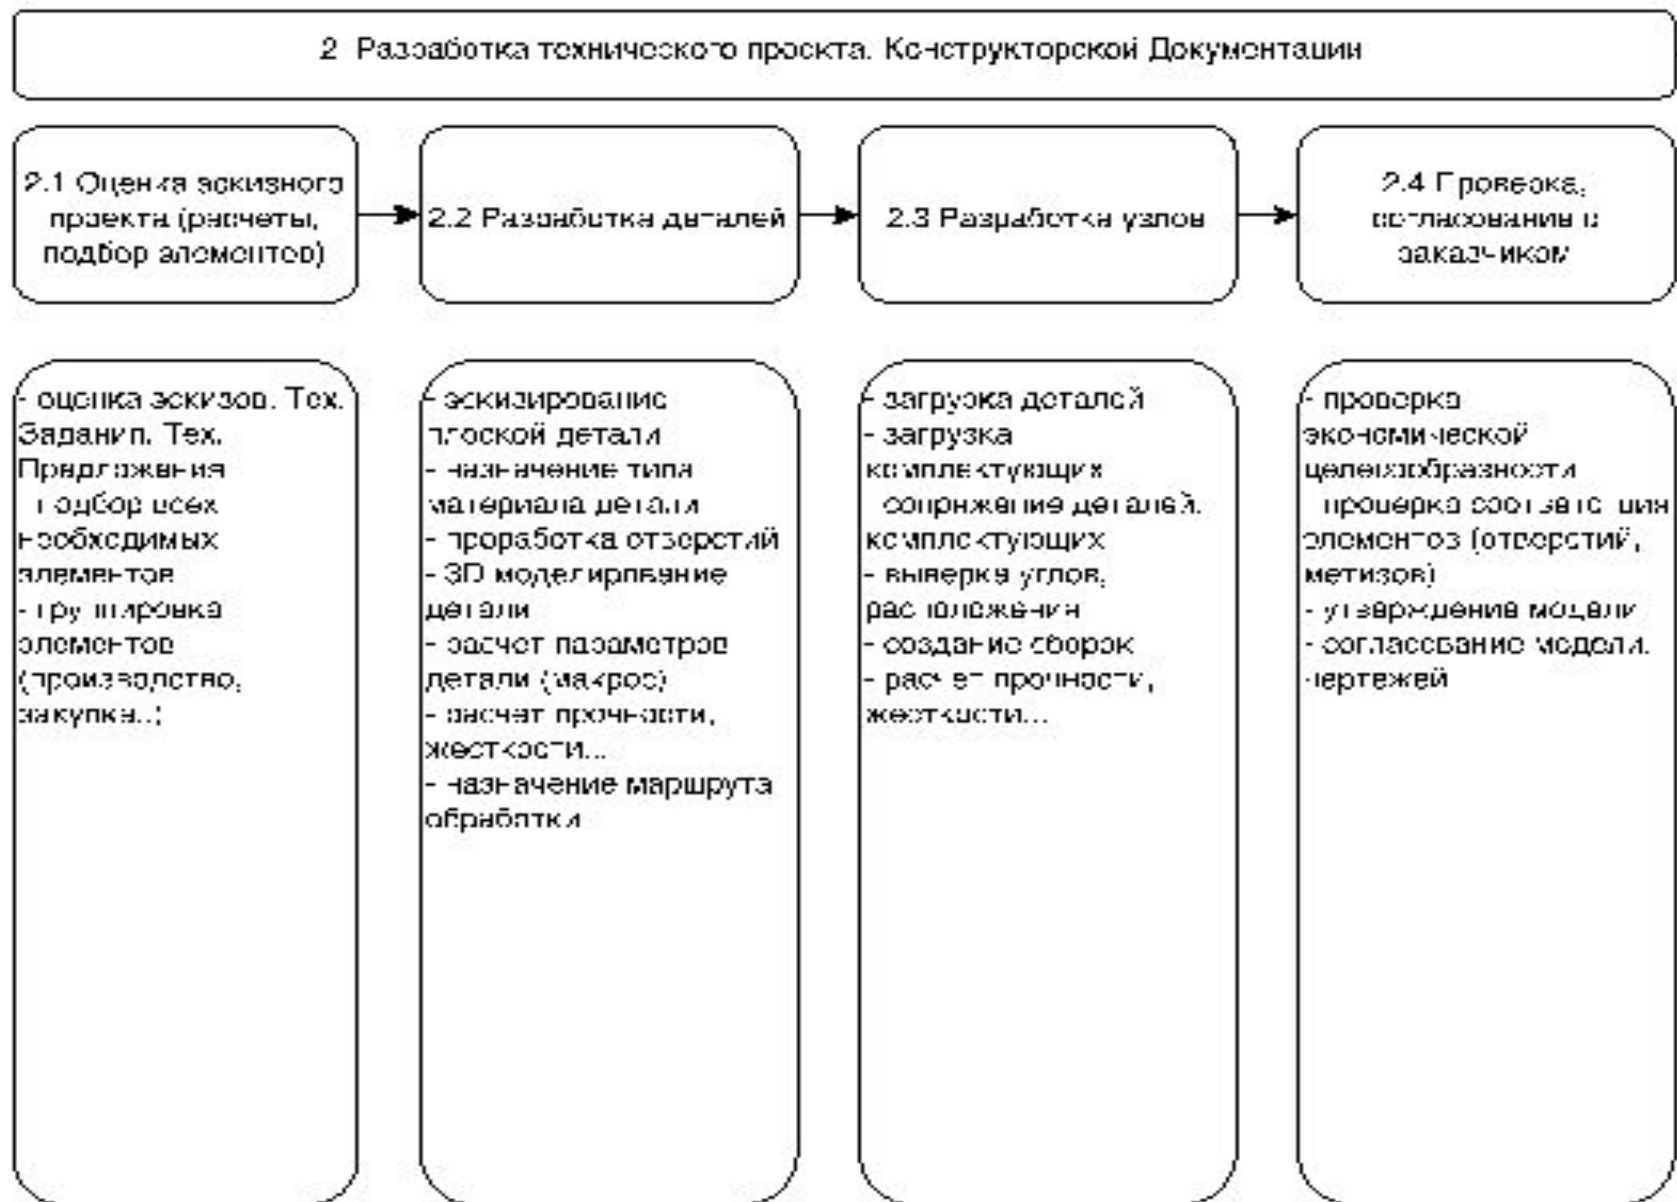 2 Разработка технического проекта. Конструкторской Документации
2.1 Оценка эскизного
проекта (расчеты,
подбор элементов)
2.2 Разработка деталей
2.3 Разработка узлов
2.4 Проверка,
согласование с
заказчиком
- оценка эскизов. Тех.
Задания. Тех.
Предложения
- подбор всех
необходимых
элементов
- группировка
элементов
(производство,
закупка..)
- эскизирование
плоской детали
- назначение типа
материала детали
- проработка отверстий
- 3D моделирование
детали
- расчет параметров
детали (макрос)
- расчет прочности,
жесткости...
- назначение маршрута
обработки
- загрузка деталей
- загрузка
комплектующих
- сопряжение деталей.
комплектующих
- выверка углов,
расположения
- создание сборок
- расчет прочности,
жесткости...
- проверка
экономической
целесообразности
- проверка соответствия
элементов (отверстий,
метизов)
- утверждение модели
- согласование модели.
чертежей